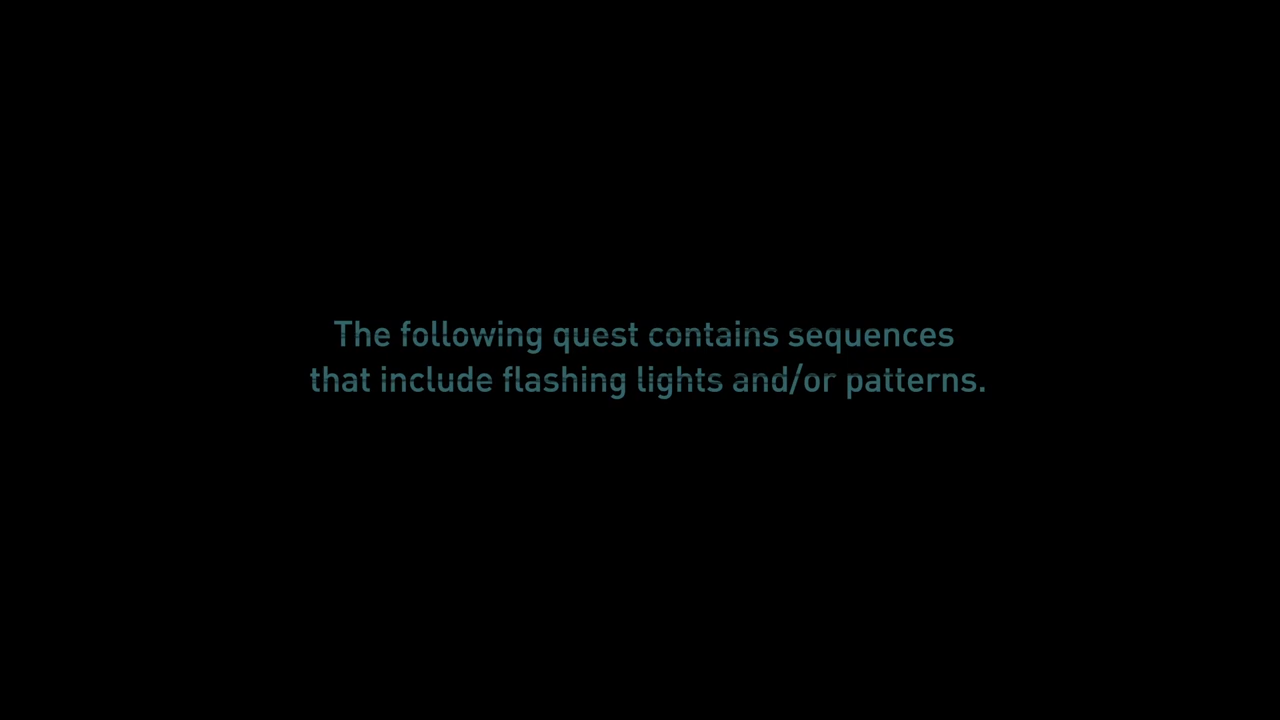 The following quest contains sequences
that include flashing lights and/or patterns.